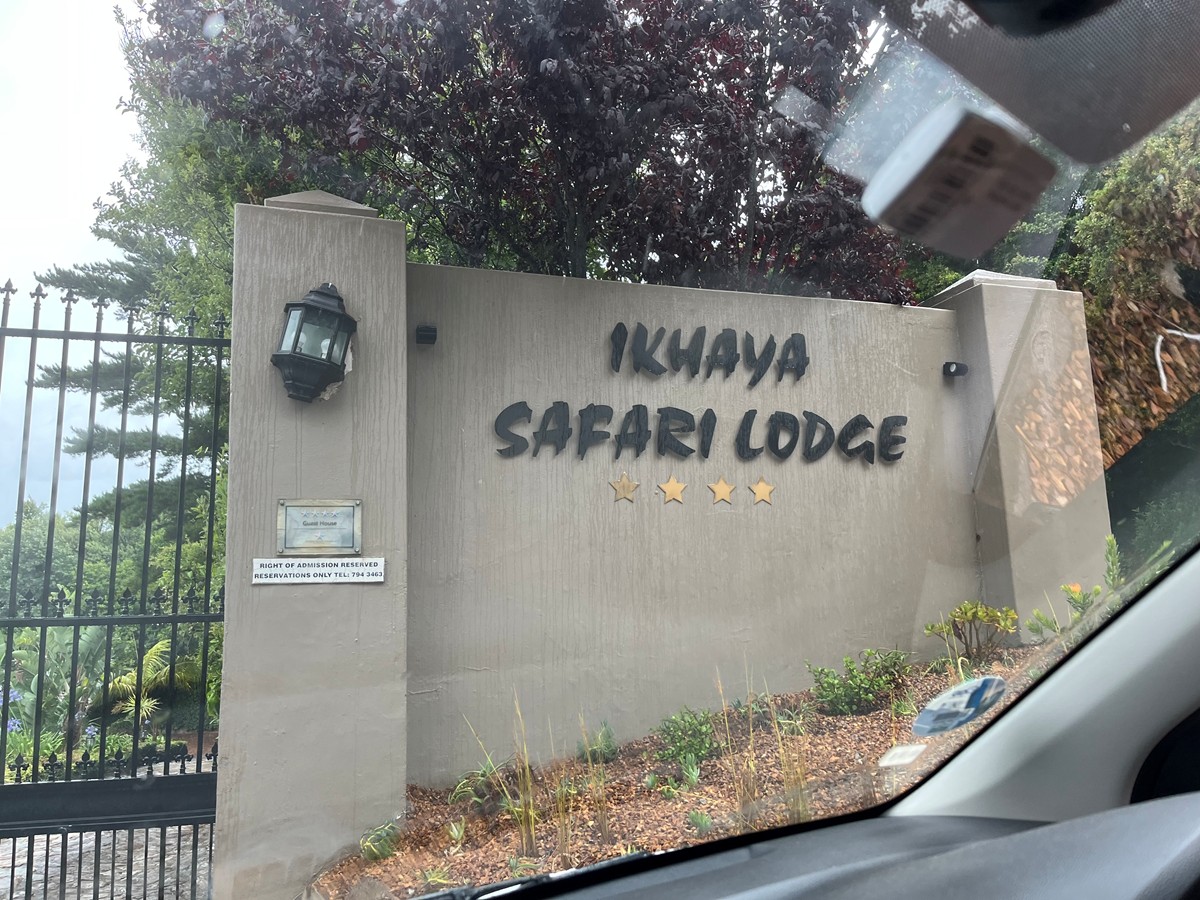 IKHAYA
SAFARI LODGE
Guest House
RIGHT OF ADMISSION RESERVED
RESERVATIONS ONLY TEL: 794 3463